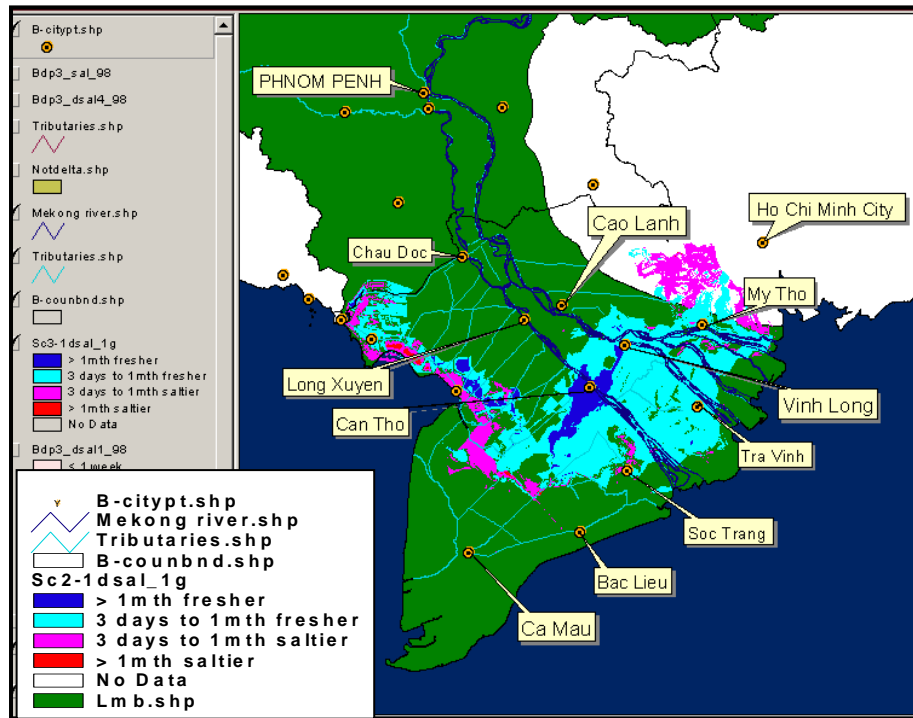 B-citypt.shp
Bdp3_sal_98
Bdp3_dsal4_98
Tributaries.shp
Notdelta.shp
Mekong river.shp
Tributaries.shp
B-counbnd.shp
Sc3-1dsal_1g
> 1mth fresher
3 days to 1mth fresher
3 days to 1mth saltier
> 1mth saltier
No Data
Bdp3_dsal1_98
< 1 week
Y B-citypt.shp
Mekong river.shp
Tributaries.shp
B-counbnd.shp
Sc2-1dsal_1g
> 1mth fresher
3 days to 1mth fresher
3 days to 1mth saltier
> 1mth saltier
No Data
Lmb.shp
PHNOM PENH
Ho Chi Minh City
Cao Lanh
Chau Doc
My Tho
Long Xuyen
Vinh Long
Can Tho
Tra Vinh
Soc Trang
Bac Lieu
Ca Mau